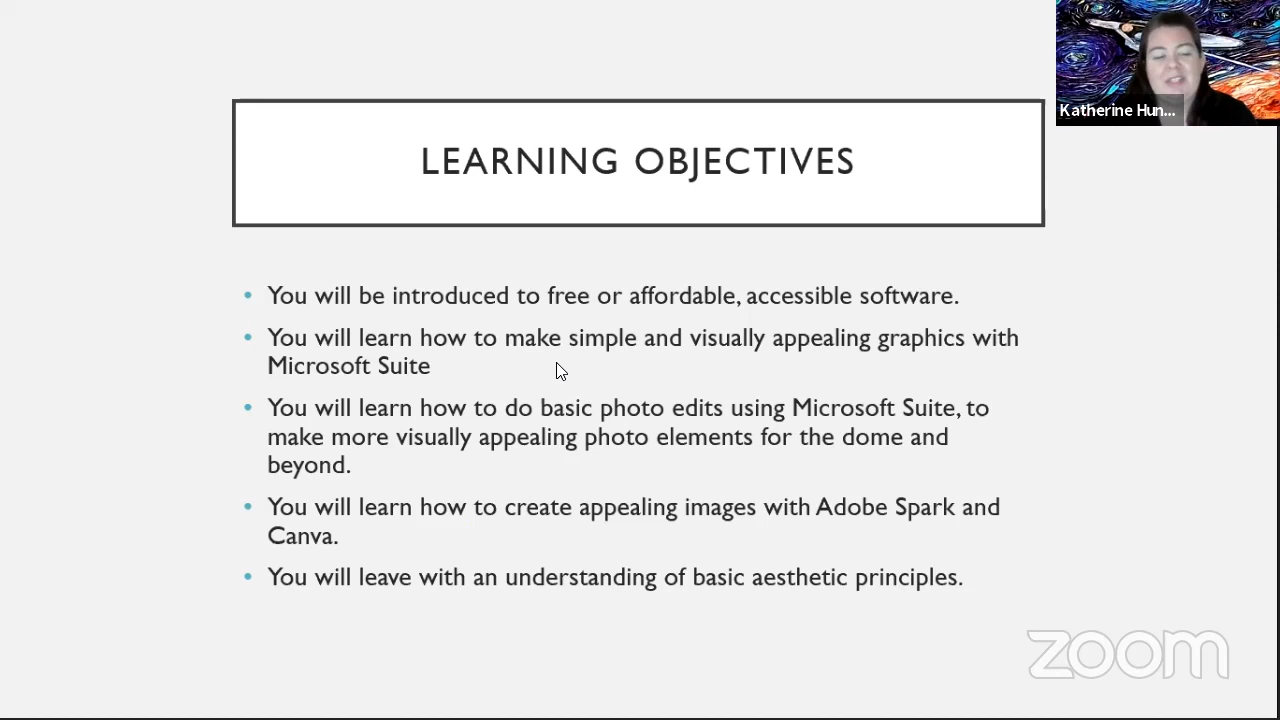 Katherine Hun...
LEARNING OBJECTIVES
• You will be introduced to free or affordable, accessible software.
• You will learn how to make simple and visually appealing graphics with
Microsoft Suite
• You will learn how to do basic photo edits using Microsoft Suite, to
make more visually appealing photo elements for the dome and
beyond.
• You will learn how to create appealing images with Adobe Spark and
Canva.
• You will leave with an understanding of basic aesthetic principles.
zoom